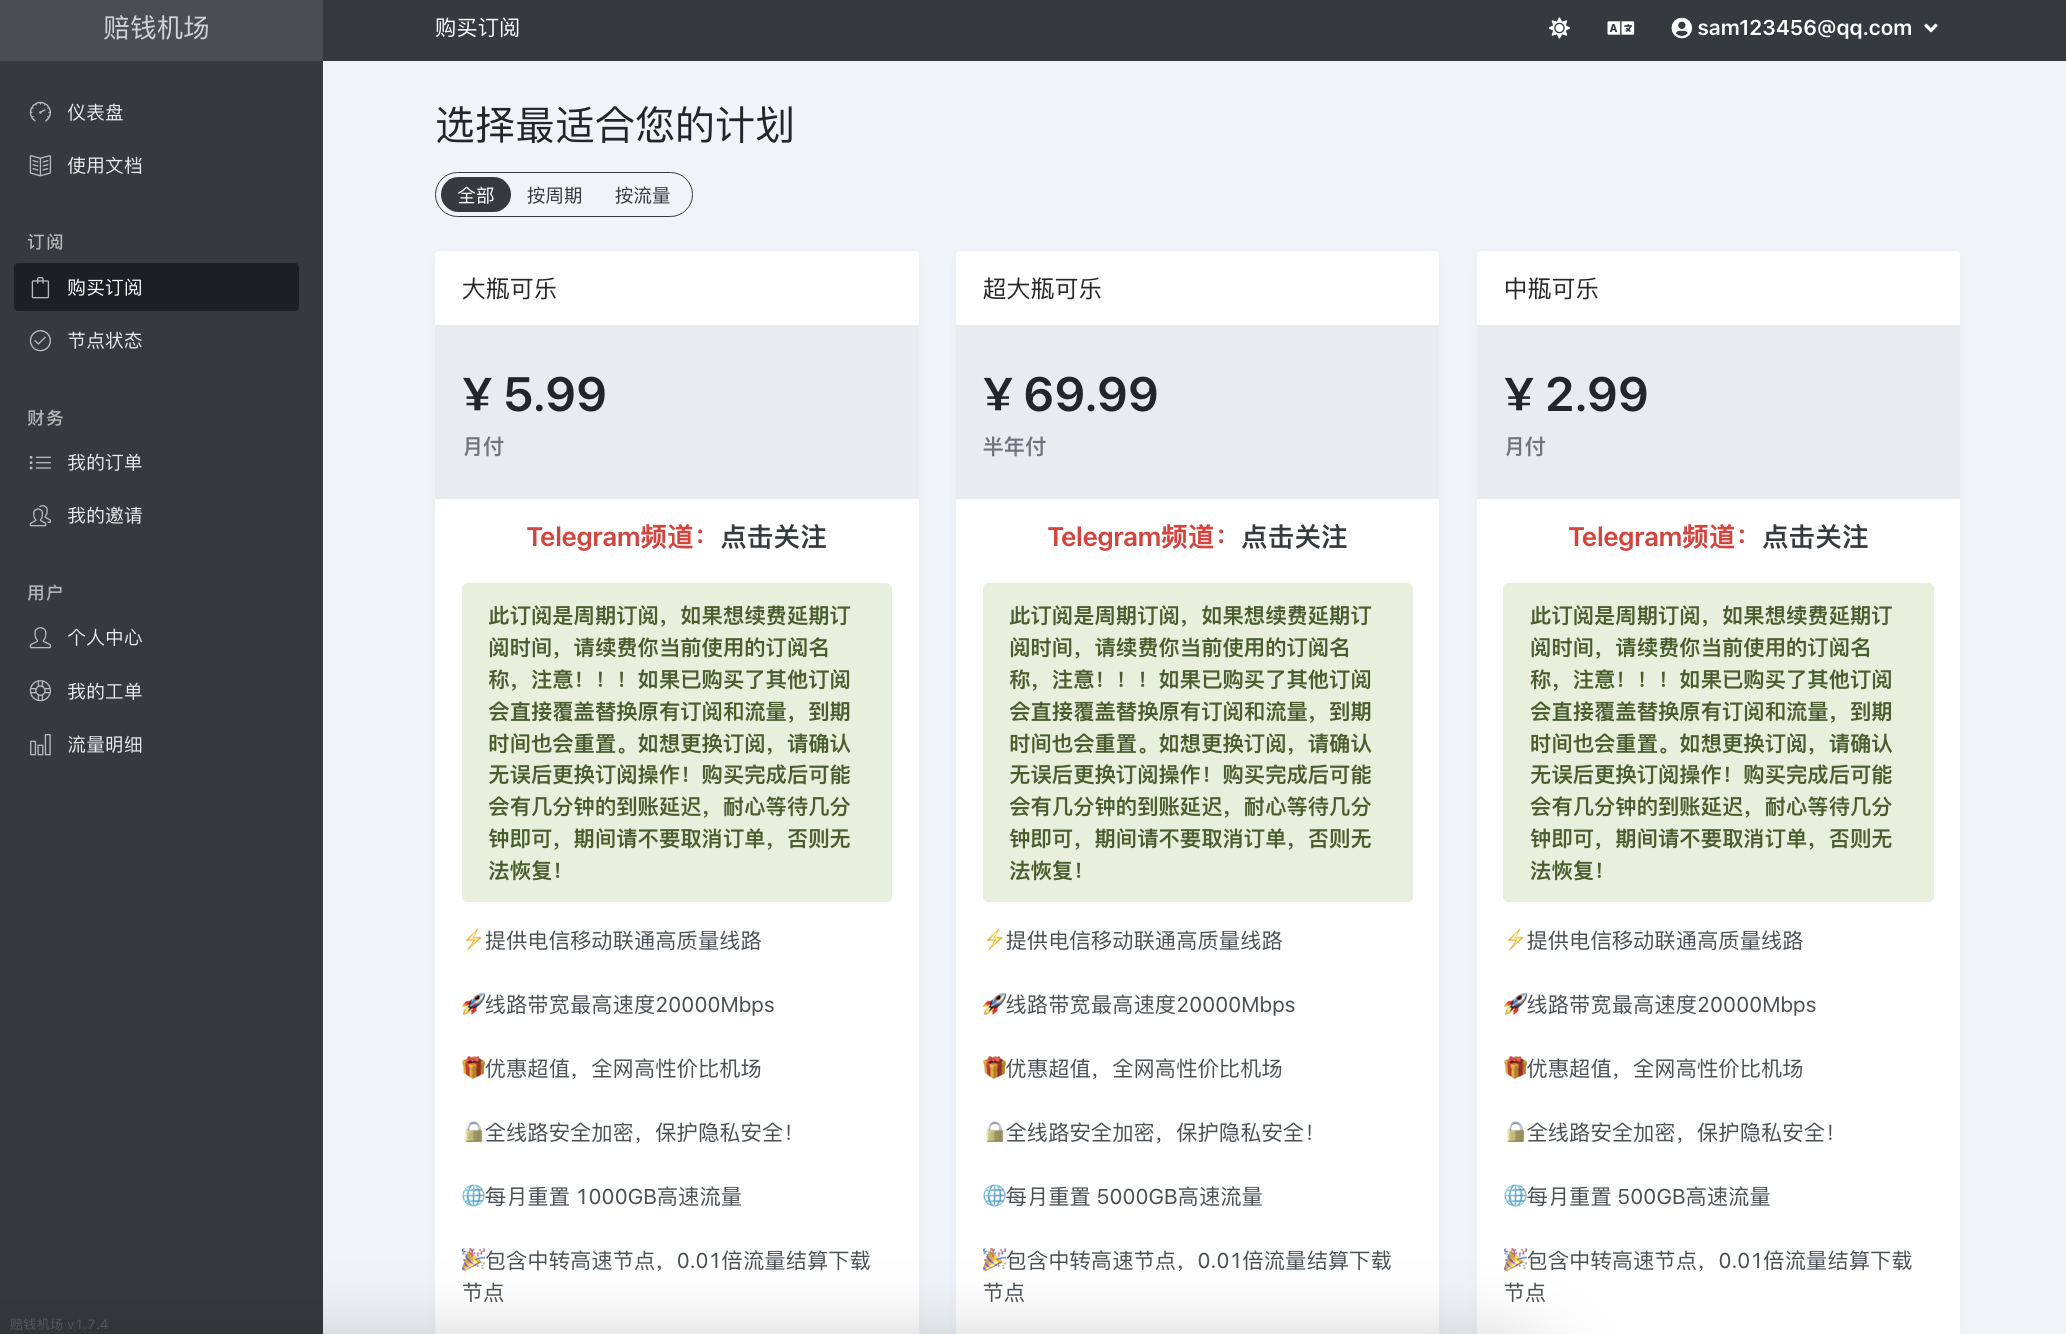 赔钱机场
购买订阅
sam123456@qq.com
仪表盘
使用文档
订阅
购买订阅
节点状态
财务
我的订单
我的邀请
用户
个人中心
我的工单
流量明细
赔钱机场 v1.7.4
选择最适合您的计划
全部 按周期 按流量
大瓶可乐
¥ 5.99
月付
Telegram频道：点击关注
此订阅是周期订阅，如果想续费延期订
阅时间，请续费你当前使用的订阅名
称，注意！！！如果已购买了其他订阅
会直接覆盖替换原有订阅和流量，到期
时间也会重置。如想更换订阅，请确认
无误后更换订阅操作！购买完成后可能
会有几分钟的到账延迟，耐心等待几分
钟即可，期间请不要取消订单，否则无
法恢复！
⚡提供电信移动联通高质量线路
🚀线路带宽最高速度20000Mbps
🎁优惠超值，全网高性价比机场
🔒全线路安全加密，保护隐私安全！
🌐每月重置 1000GB高速流量
🎉包含中转高速节点，0.01倍流量结算下载
节点
超大瓶可乐
¥ 69.99
半年付
Telegram频道：点击关注
此订阅是周期订阅，如果想续费延期订
阅时间，请续费你当前使用的订阅名
称，注意！！！如果已购买了其他订阅
会直接覆盖替换原有订阅和流量，到期
时间也会重置。如想更换订阅，请确认
无误后更换订阅操作！购买完成后可能
会有几分钟的到账延迟，耐心等待几分
钟即可，期间请不要取消订单，否则无
法恢复！
⚡提供电信移动联通高质量线路
🚀线路带宽最高速度20000Mbps
🎁优惠超值，全网高性价比机场
🔒全线路安全加密，保护隐私安全！
🌐每月重置 5000GB高速流量
🎉包含中转高速节点，0.01倍流量结算下载
节点
中瓶可乐
¥ 2.99
月付
Telegram频道：点击关注
此订阅是周期订阅，如果想续费延期订
阅时间，请续费你当前使用的订阅名
称，注意！！！如果已购买了其他订阅
会直接覆盖替换原有订阅和流量，到期
时间也会重置。如想更换订阅，请确认
无误后更换订阅操作！购买完成后可能
会有几分钟的到账延迟，耐心等待几分
钟即可，期间请不要取消订单，否则无
法恢复！
⚡提供电信移动联通高质量线路
🚀线路带宽最高速度20000Mbps
🎁优惠超值，全网高性价比机场
🔒全线路安全加密，保护隐私安全！
🌐每月重置 500GB高速流量
🎉包含中转高速节点，0.01倍流量结算下载
节点